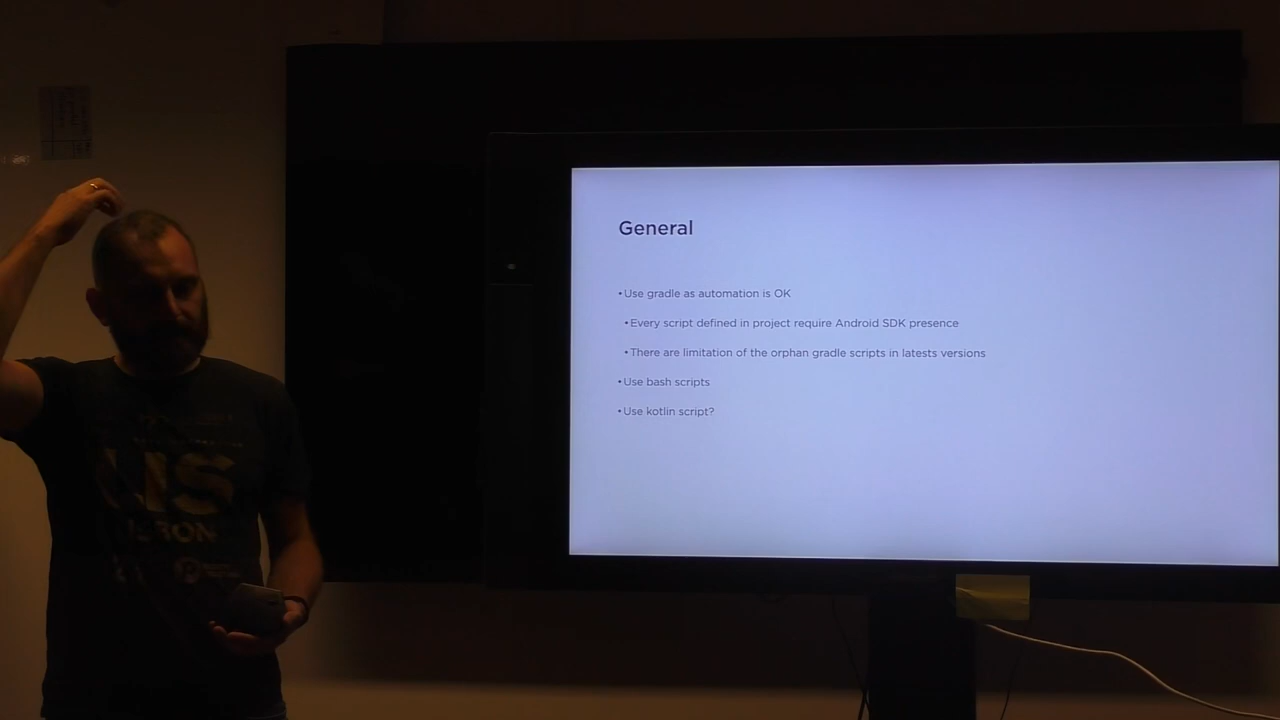 General
•Use gradle as automation is OK
•Every script defined in project require Android SDK presence
•There are limitation of the orphan gradle scripts in latests versions
•Use bash scripts
•Use kotlin script?